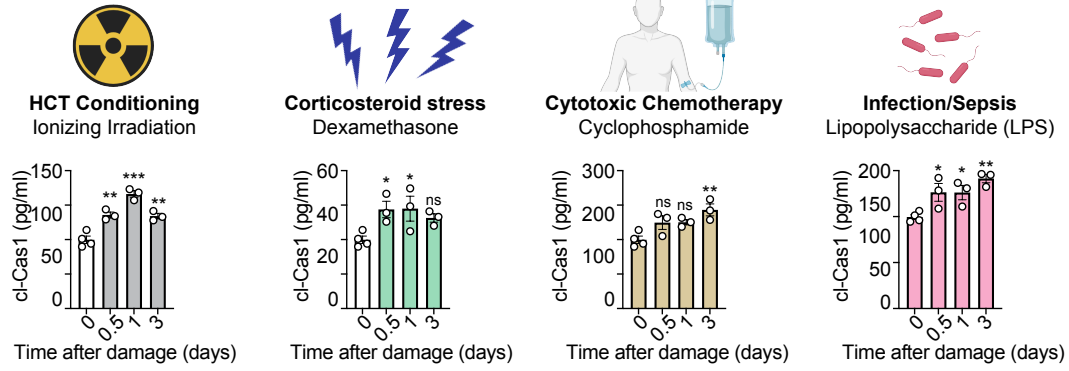 HCT Conditioning
Ionizing Irradiation
cl-Cas1 (pg/ml)
150
100
50
0
**
***
**
0
0.5
1
3
Time after damage (days)
Corticosteroid stress
Dexamethasone
cl-Cas1 (pg/ml)
60
40
20
0
*
*
ns
0
0.5
1
3
Time after damage (days)
Cytotoxic Chemotherapy
Cyclophosphamide
cl-Cas1 (pg/ml)
300
200
100
0
ns
ns
**
0
0.5
1
3
Time after damage (days)
Infection/Sepsis
Lipopolysaccharide (LPS)
cl-Cas1 (pg/ml)
200
150
100
50
0
*
*
**
0
0.5
1
3
Time after damage (days)